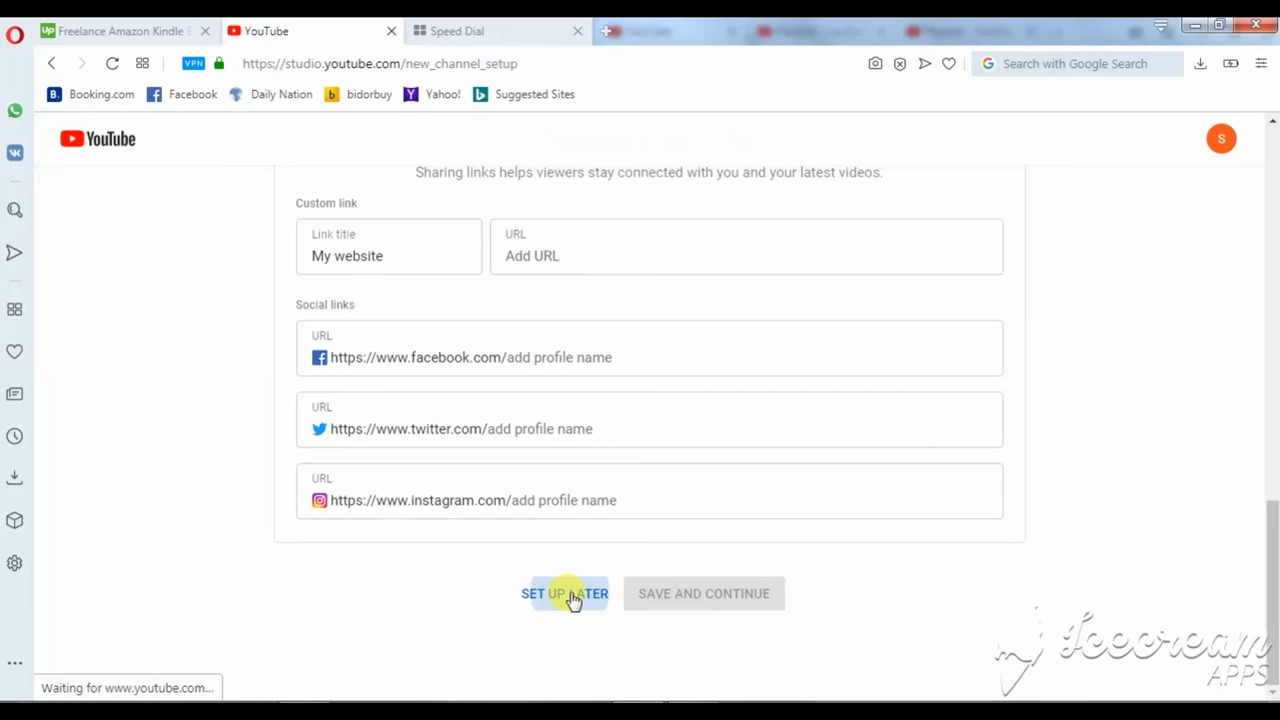 Freelance Amazon Kindle E
YouTube
Speed Dial
VPN
https://studio.youtube.com/new_channel_setup
Search with Google Search
Booking.com
Facebook
Daily Nation
bidorbuy
Yahoo!
Suggested Sites
YouTube
S
Sharing links helps viewers stay connected with you and your latest videos.
Custom link
Link title
My website
URL
Add URL
Social links
URL
https://www.facebook.com/add profile name
URL
https://www.twitter.com/add profile name
URL
https://www.instagram.com/add profile name
SET UP LATER
SAVE AND CONTINUE
Icecream
APPS
Waiting for www.youtube.com...